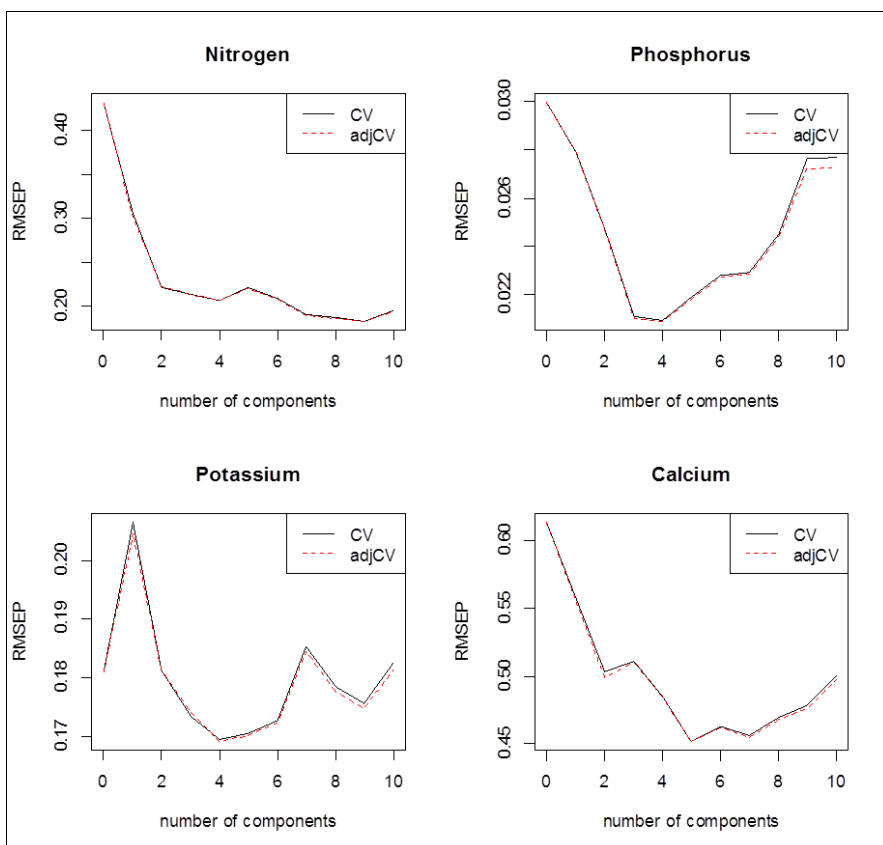 Nitrogen
CV
adjCV
RMSEP
0.20
0.30
0.40
0 2 4 6 8 10
number of components
Phosphorus
CV
adjCV
RMSEP
0.022
0.026
0.030
0 2 4 6 8 10
number of components
Potassium
CV
adjCV
RMSEP
0.17
0.18
0.19
0.20
0 2 4 6 8 10
number of components
Calcium
CV
adjCV
RMSEP
0.45
0.50
0.55
0.60
0 2 4 6 8 10
number of components